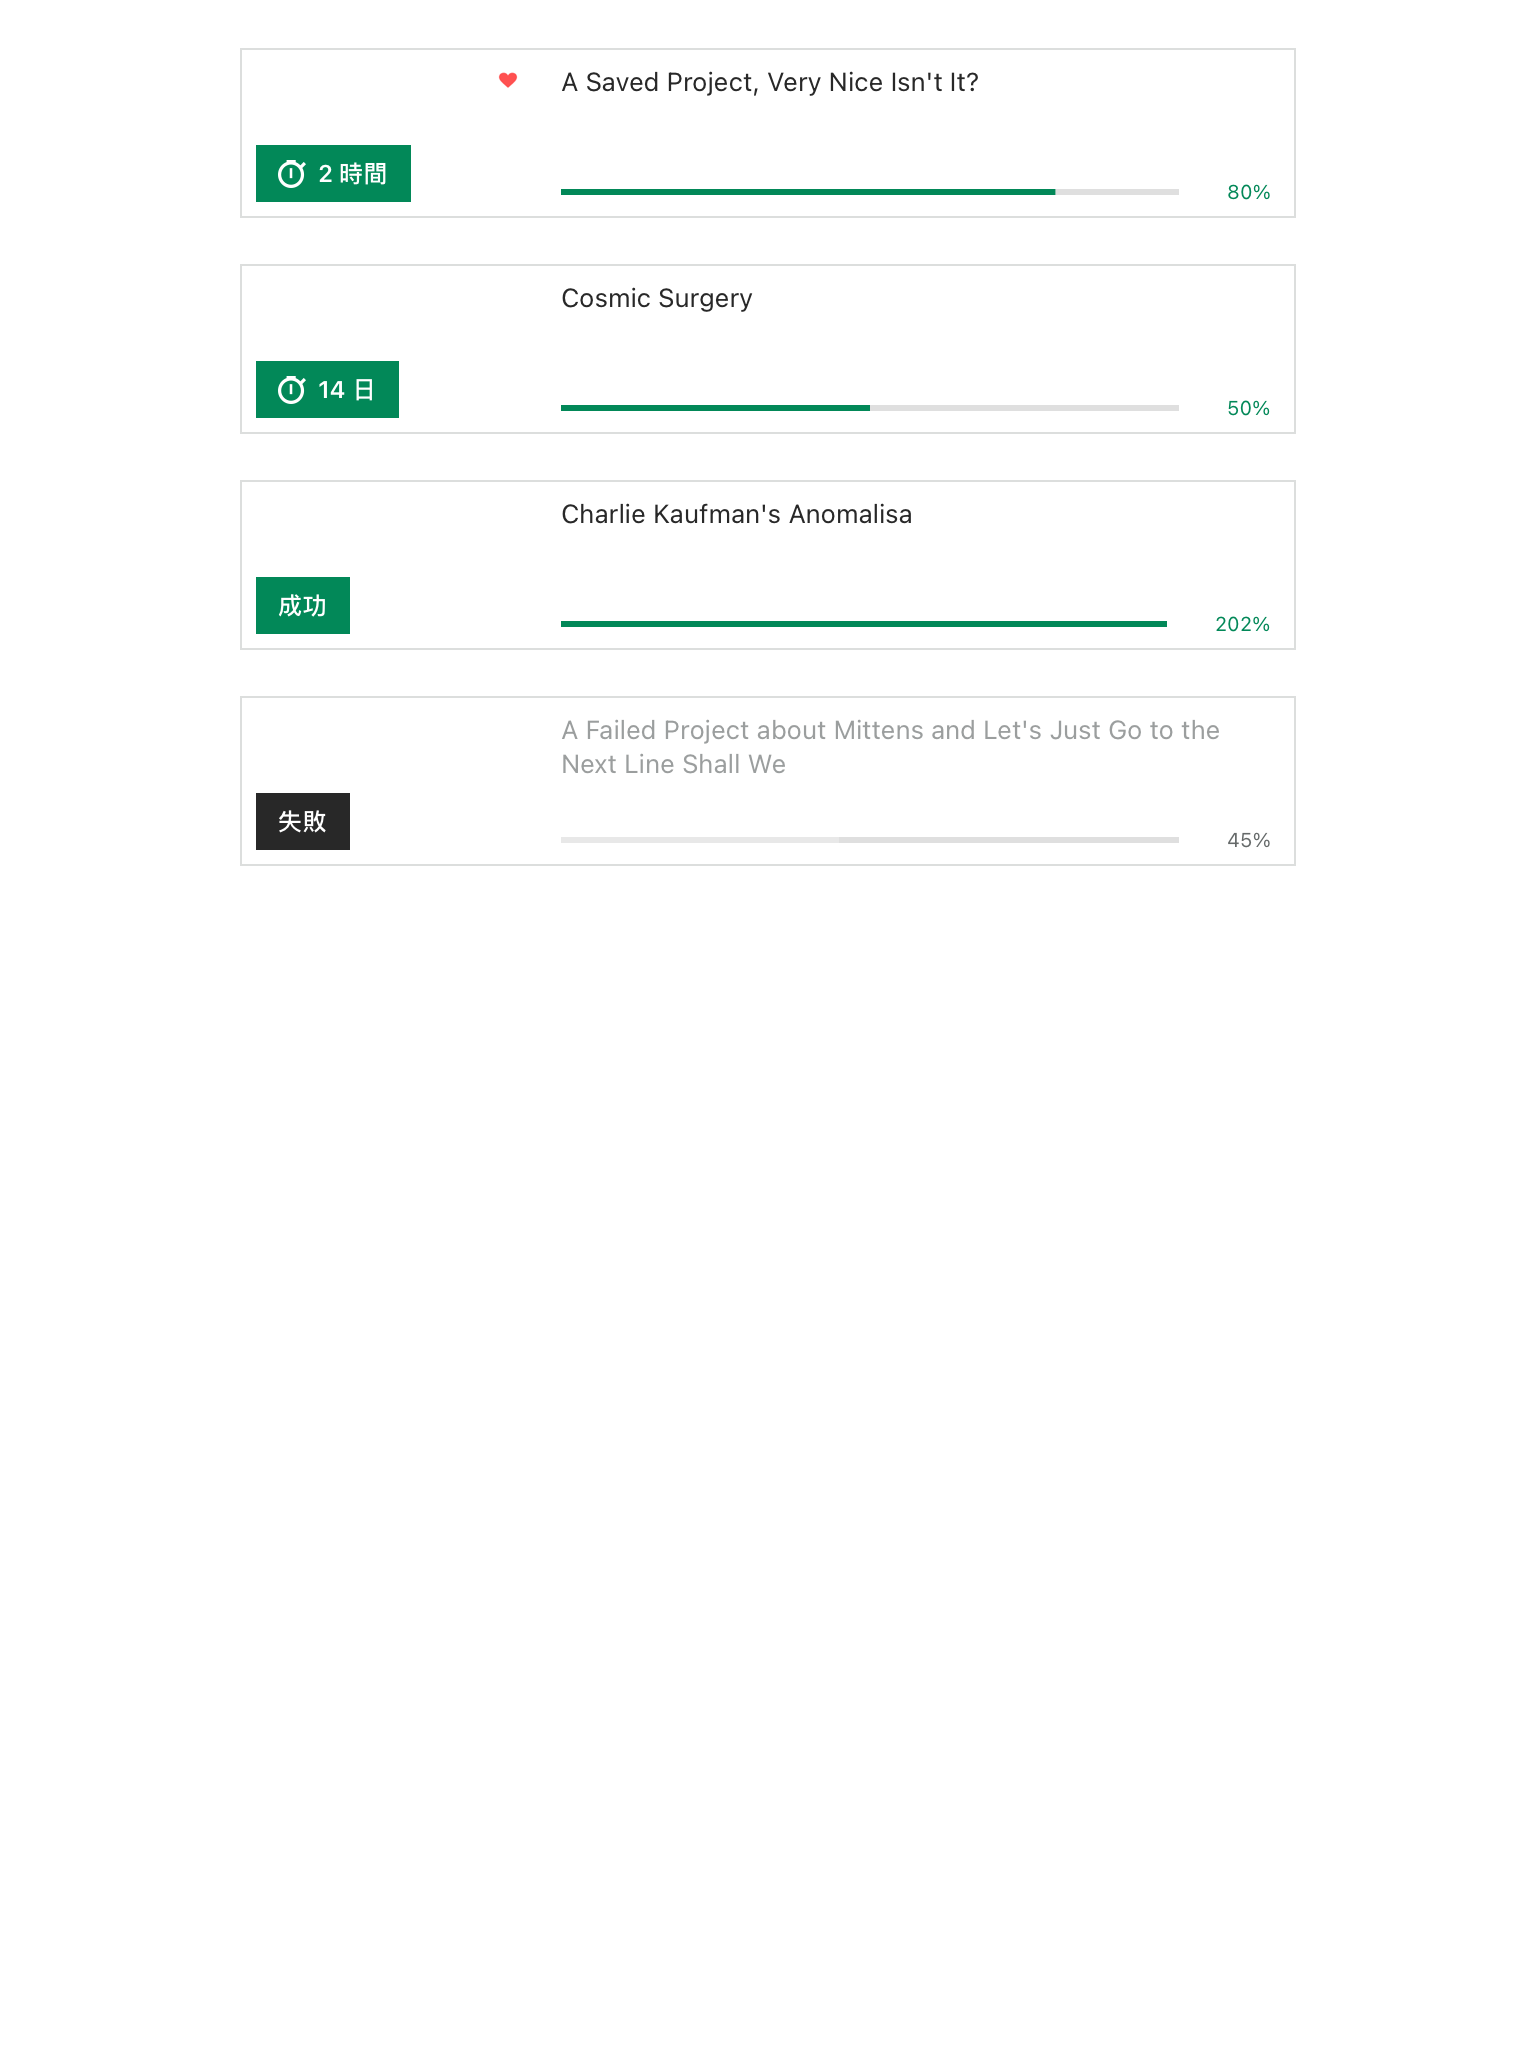 A Saved Project, Very Nice Isn't It?
2 時間
80%
Cosmic Surgery
14 日
50%
Charlie Kaufman's Anomalisa
成功
202%
A Failed Project about Mittens and Let's Just Go to the
Next Line Shall We
失敗
45%